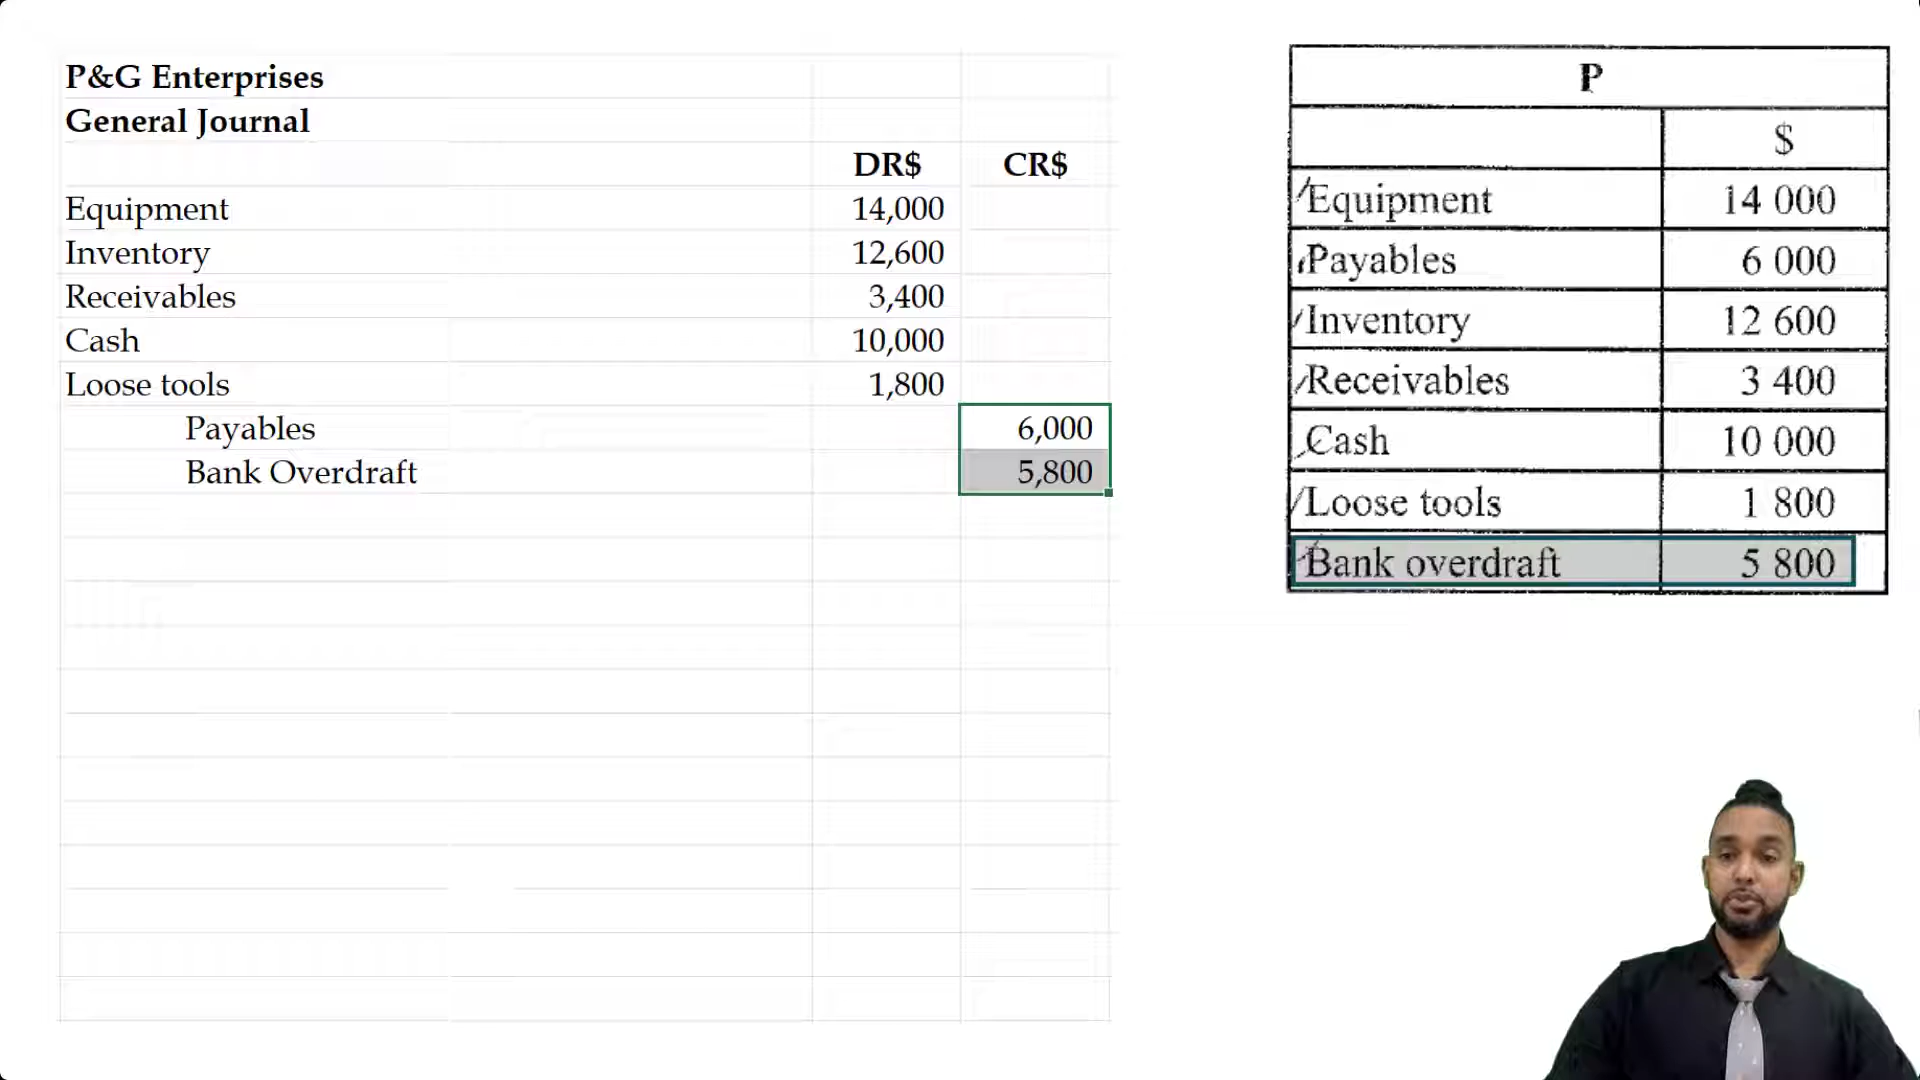 P&G Enterprises
General Journal
DR$ CR$
Equipment 14,000
Inventory 12,600
Receivables 3,400
Cash 10,000
Loose tools 1,800
Payables 6,000
Bank Overdraft 5,800
P
$
Equipment 14 000
Payables 6 000
Inventory 12 600
Receivables 3 400
Cash 10 000
Loose tools 1 800
Bank overdraft 5 800